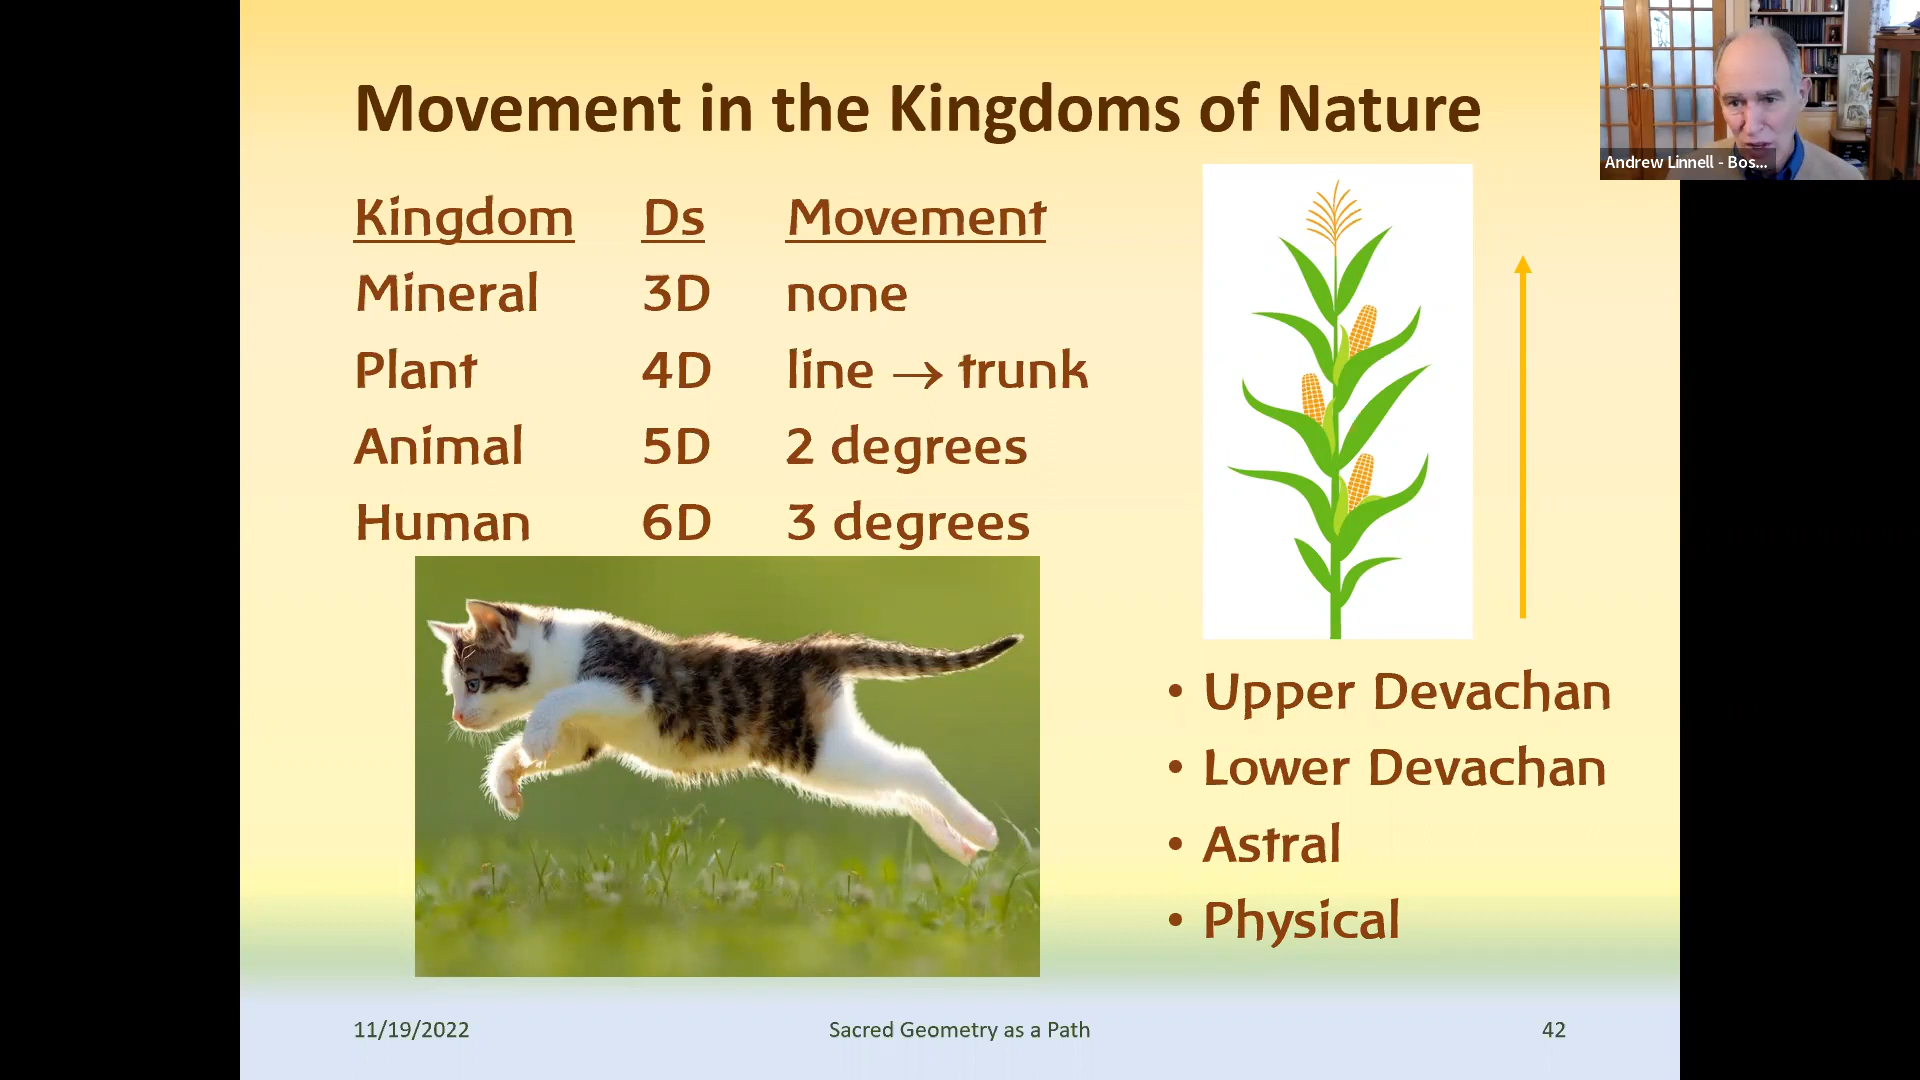 Movement in the Kingdoms of Nature
Kingdom Ds Movement
Mineral 3D none
Plant 4D line → trunk
Animal 5D 2 degrees
Human 6D 3 degrees
• Upper Devachan
• Lower Devachan
• Astral
• Physical
11/19/2022 Sacred Geometry as a Path 42
Andrew Linnell - Bos...